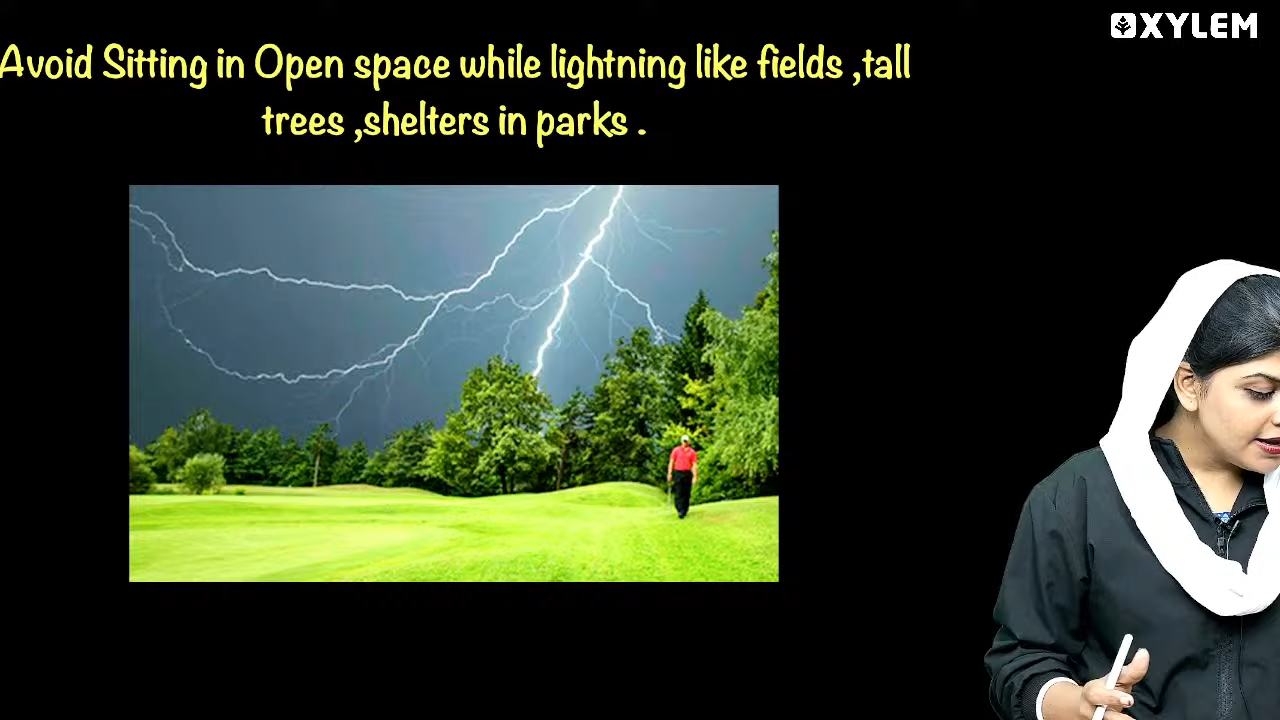 XYLEM
Avoid Sitting in Open space while lightning like fields ,tall
trees ,shelters in parks .